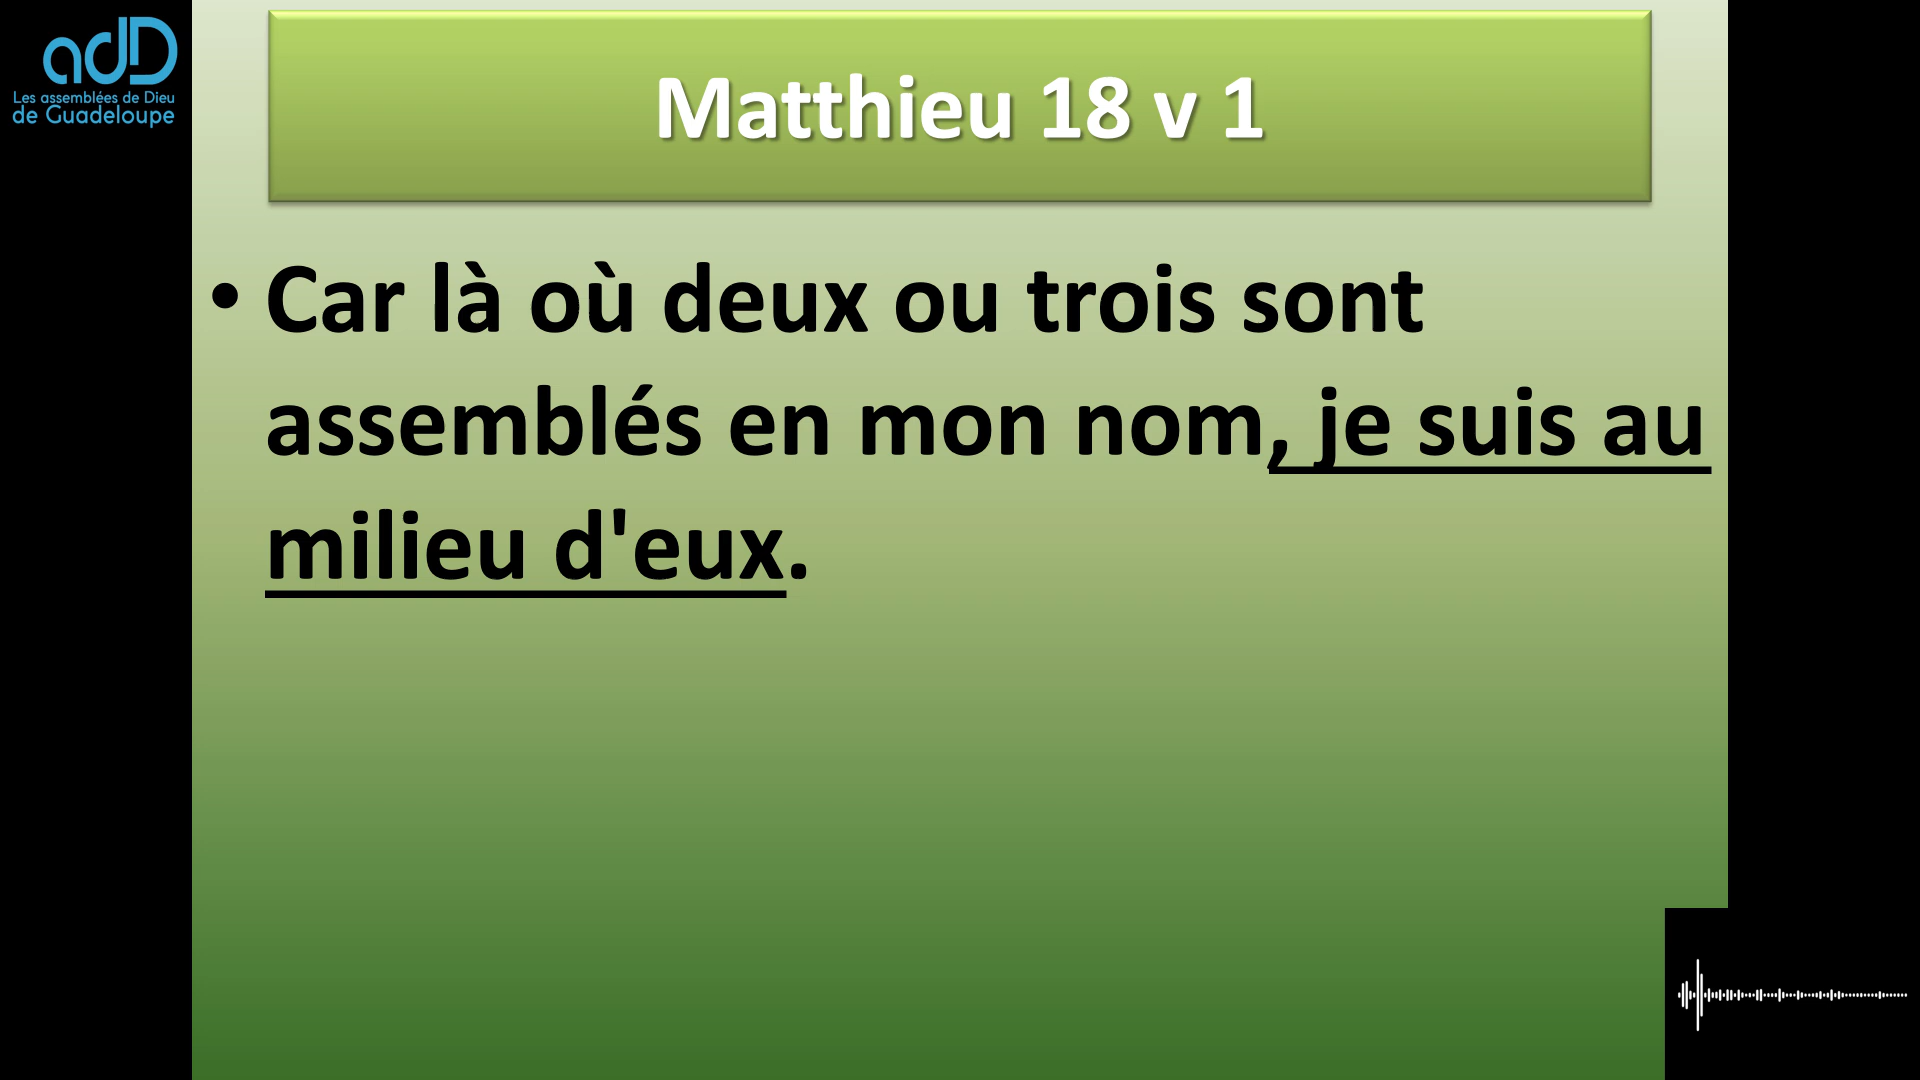 adD
Les assemblées de Dieu
de Guadeloupe
Matthieu 18 v 1
• Car là où deux ou trois sont
assemblés en mon nom, je suis au
milieu d'eux.